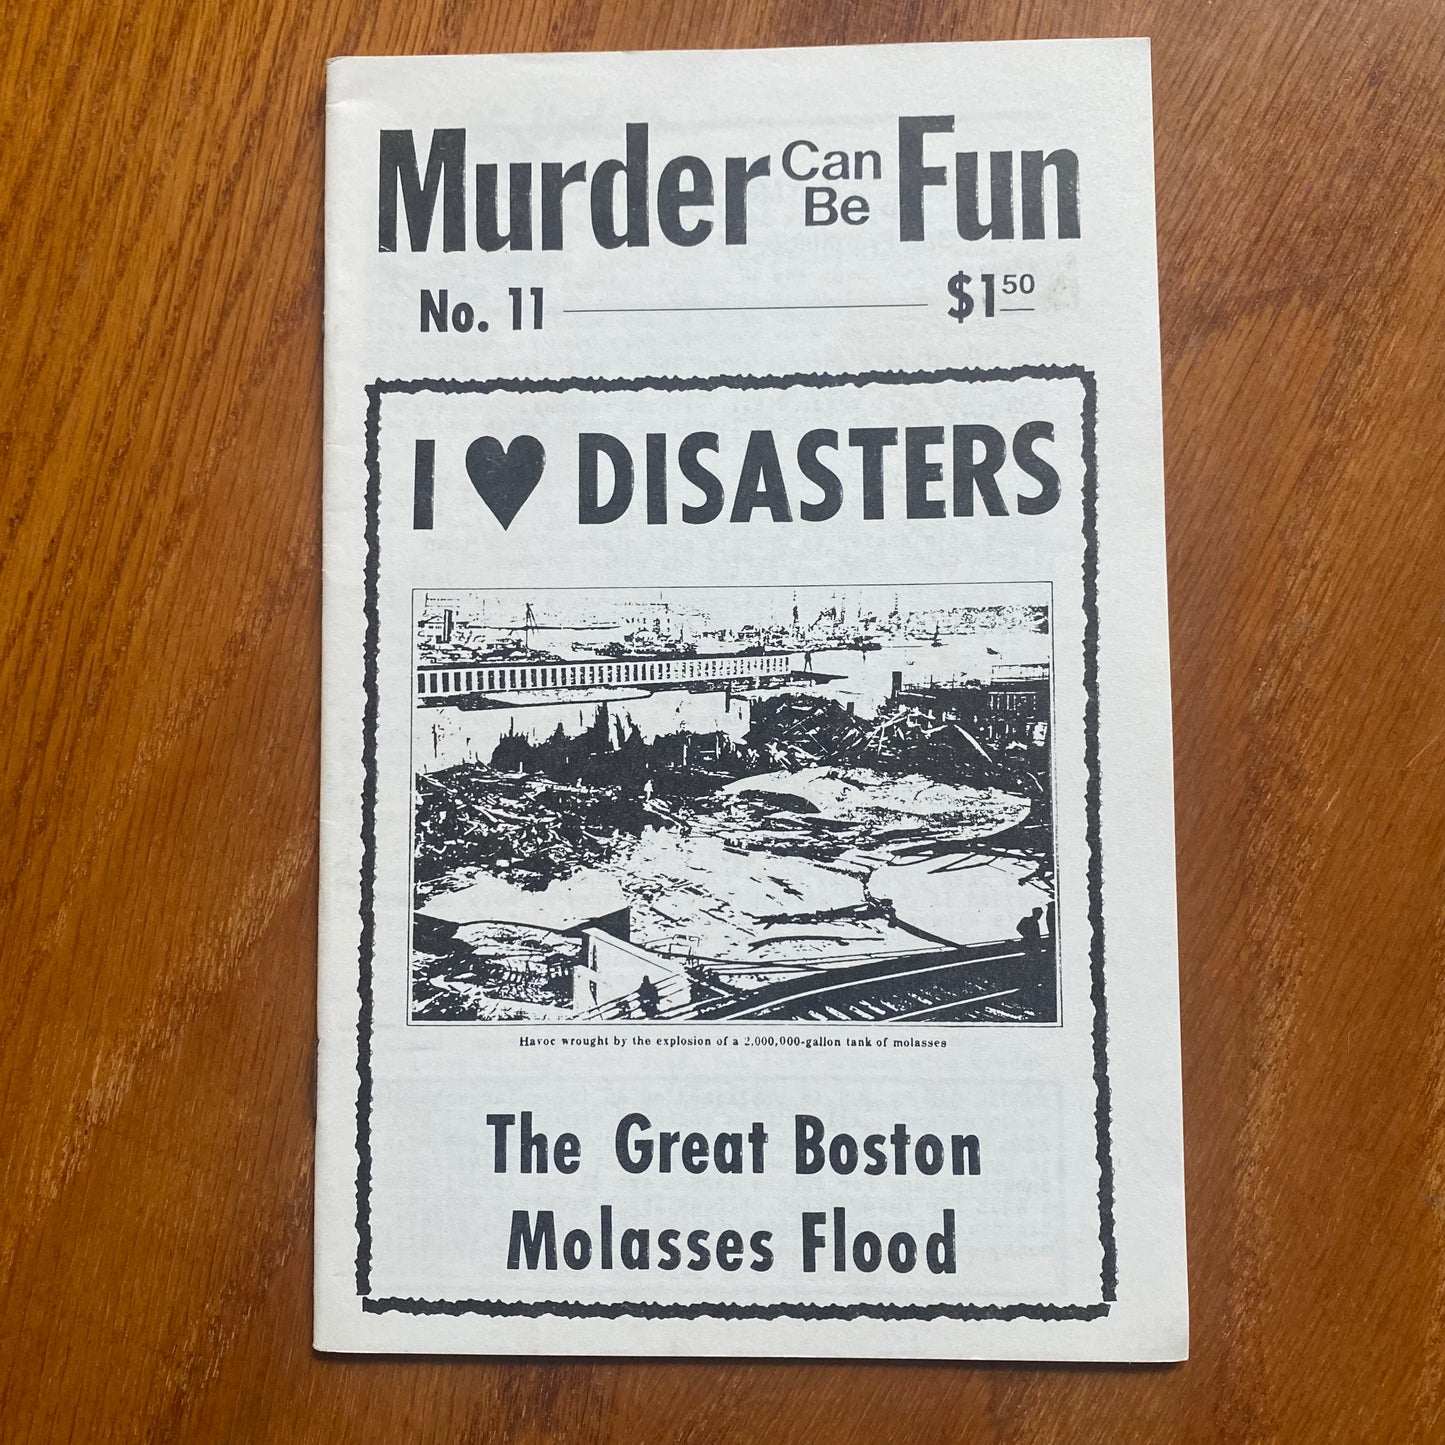 Murder Can Be Fun
No. 11 $1.50
I ♥ DISASTERS
Havoc wrought by the explosion of a 2,000,000-gallon tank of molasses
The Great Boston
Molasses Flood